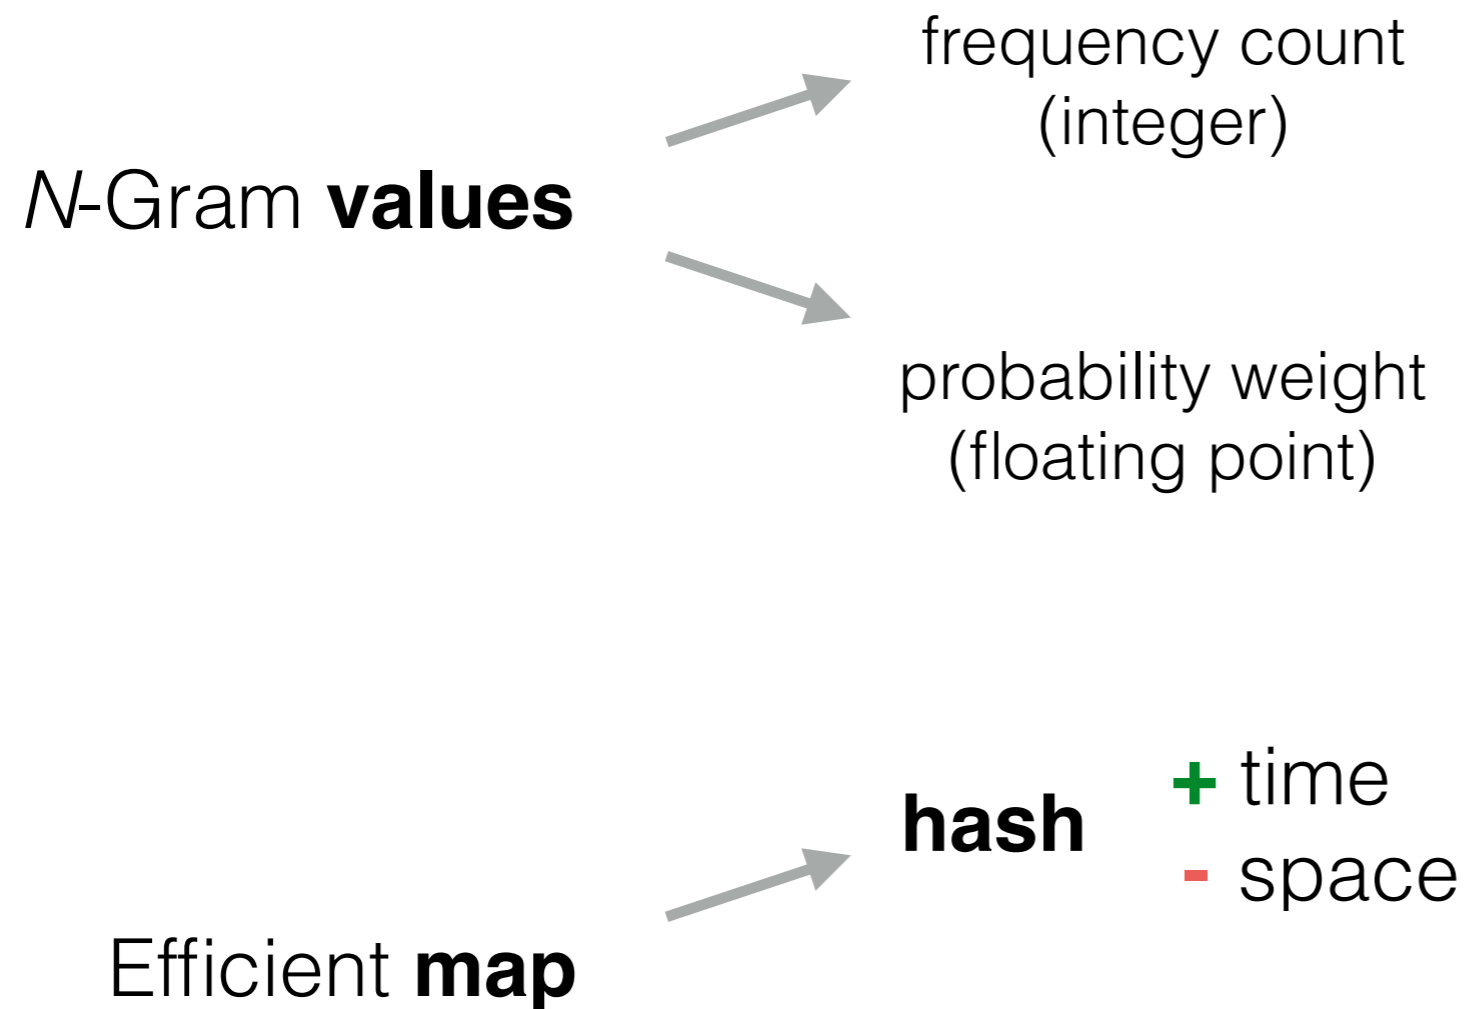 frequency count
(integer)
N-Gram values
probability weight
(floating point)
+ time
hash
- space
Efficient map